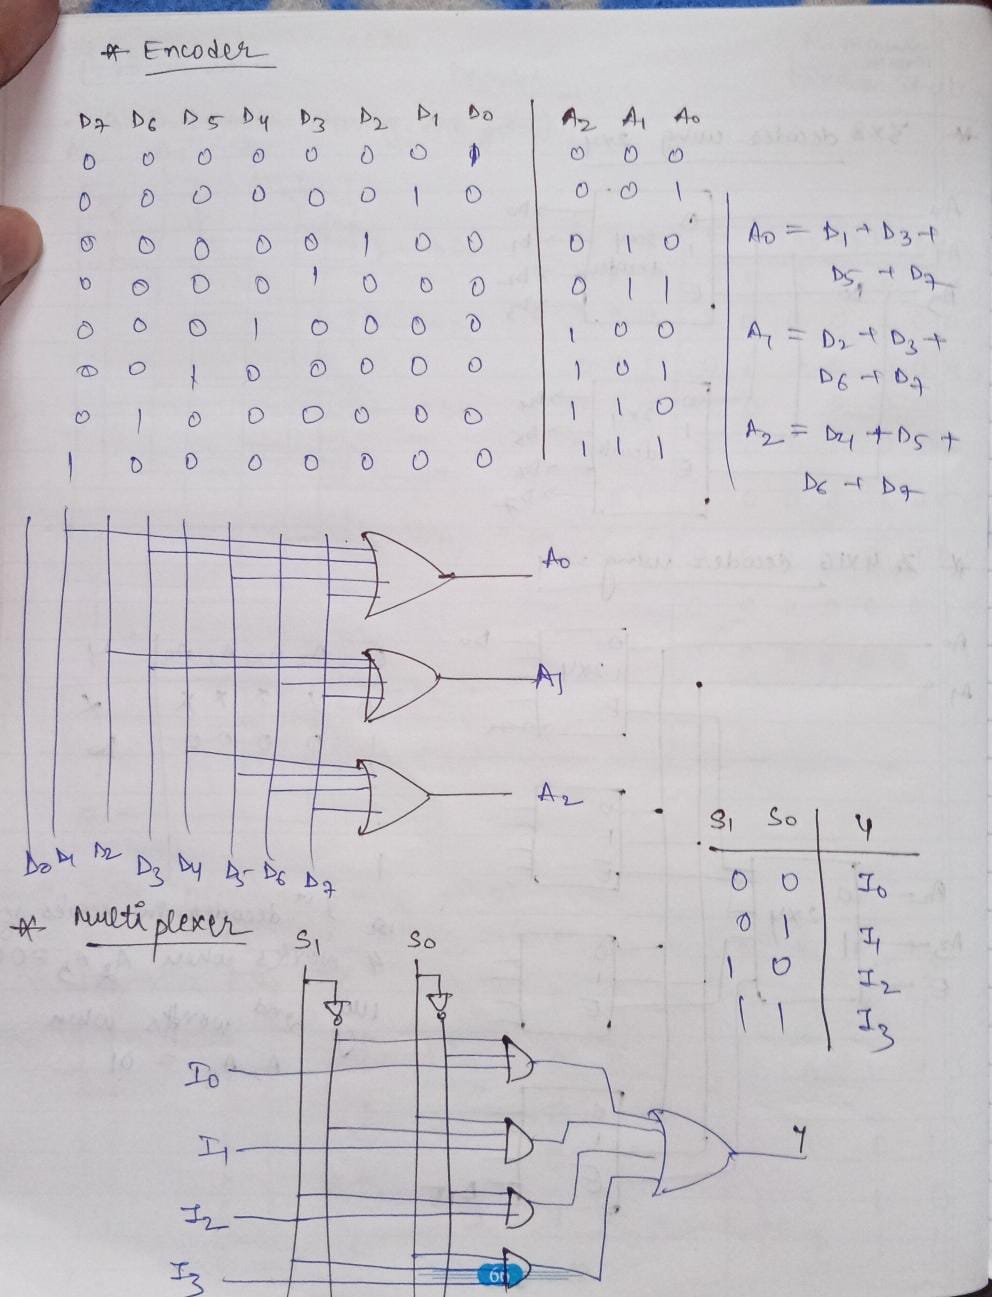 * Encoder
D7 D6 D5 D4 D3 D2 D1 D0 A2 A1 A0
0 0 0 0 0 0 0 1 0 0 0
0 0 0 0 0 0 1 0 0 0 1
0 0 0 0 0 1 0 0 0 1 0
0 0 0 0 1 0 0 0 0 1 1
0 0 0 1 0 0 0 0 1 0 0
0 0 1 0 0 0 0 0 1 0 1
0 1 0 0 0 0 0 0 1 1 0
1 0 0 0 0 0 0 0 1 1 1
A0 = D1 + D3 +
D5 + D7
A1 = D2 + D3 +
D6 + D7
A2 = D4 + D5 +
D6 + D7
A0
A1
A2
D0 D1 D2 D3 D4 D5 D6 D7
* Multiplexer
S1 S0
I0
I1
I2
I3
Y
S1 S0 Y
0 0 I0
0 1 I1
1 0 I2
1 1 I3
66